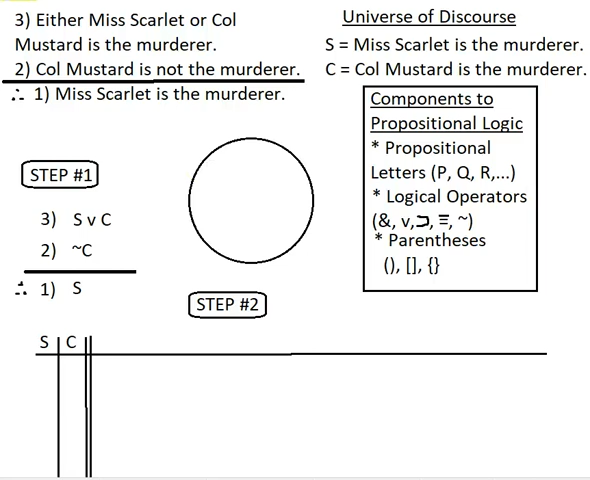 3) Either Miss Scarlet or Col
Mustard is the murderer.
2) Col Mustard is not the murderer.
∴ 1) Miss Scarlet is the murderer.
Universe of Discourse
S = Miss Scarlet is the murderer.
C = Col Mustard is the murderer.
Components to
Propositional Logic
* Propositional
Letters (P, Q, R,...)
* Logical Operators
(&, v, ⊃, ≡, ~)
* Parentheses
(), [], {}
STEP #1
3) S v C
2) ~C
∴ 1) S
STEP #2
S C